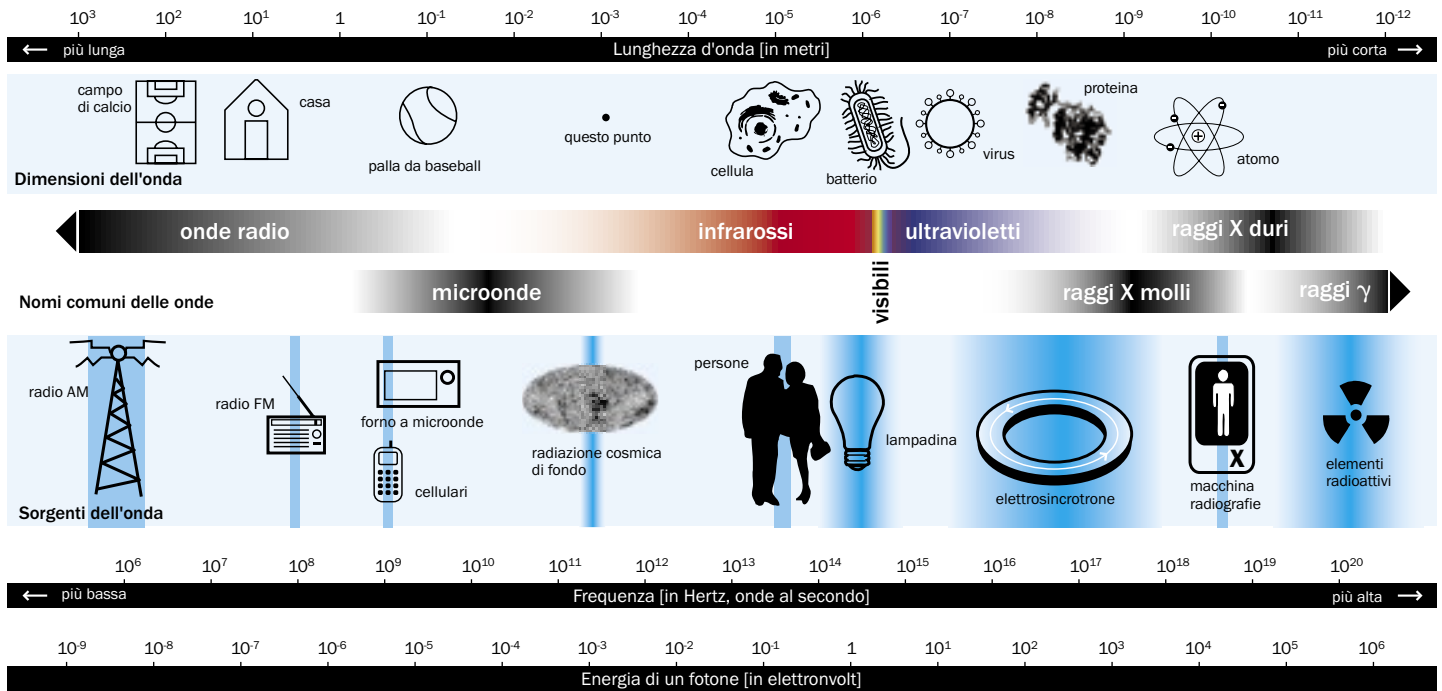 10³ 10² 10¹ 1 10⁻¹ 10⁻² 10⁻³ 10⁻⁴ 10⁻⁵ 10⁻⁶ 10⁻⁷ 10⁻⁸ 10⁻⁹ 10⁻¹⁰ 10⁻¹¹ 10⁻¹²
← più lunga Lunghezza d'onda [in metri] più corta →
campo
di calcio
casa
palla da baseball
questo punto
cellula
batterio
virus
proteina
atomo
Dimensioni dell'onda
onde radio infrarossi ultravioletti raggi X duri
microonde visibili raggi X molli raggi γ
Nomi comuni delle onde
radio AM
radio FM
forno a microonde
cellulari
radiazione cosmica
di fondo
persone
lampadina
elettrosincrotrone
X
macchina
radiografie
elementi
radioattivi
Sorgenti dell'onda
10⁶ 10⁷ 10⁸ 10⁹ 10¹⁰ 10¹¹ 10¹² 10¹³ 10¹⁴ 10¹⁵ 10¹⁶ 10¹⁷ 10¹⁸ 10¹⁹ 10²⁰
← più bassa Frequenza [in Hertz, onde al secondo] più alta →
10⁻⁹ 10⁻⁸ 10⁻⁷ 10⁻⁶ 10⁻⁵ 10⁻⁴ 10⁻³ 10⁻² 10⁻¹ 1 10¹ 10² 10³ 10⁴ 10⁵ 10⁶
Energia di un fotone [in elettronvolt]